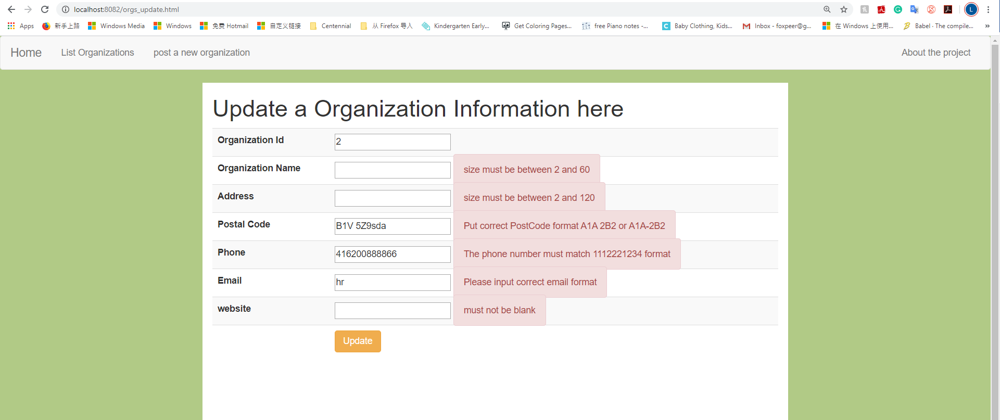 localhost:8082/orgs_update.html
Apps 新手上路 Windows Media Windows 免费 Hotmail 自定义链接 Centennial 从 Firefox 导入 Kindergarten Early... Get Coloring Pages... free Piano notes -... Baby Clothing, Kids... Inbox - foxpeer@g... 在 Windows 上使用... Babel · The compile... »
Home List Organizations post a new organization About the project
Update a Organization Information here
Organization Id 2
Organization Name size must be between 2 and 60
Address size must be between 2 and 120
Postal Code B1V 5Z9sda Put correct PostCode format A1A 2B2 or A1A-2B2
Phone 416200888866 The phone number must match 1112221234 format
Email hr Please input correct email format
website must not be blank
Update